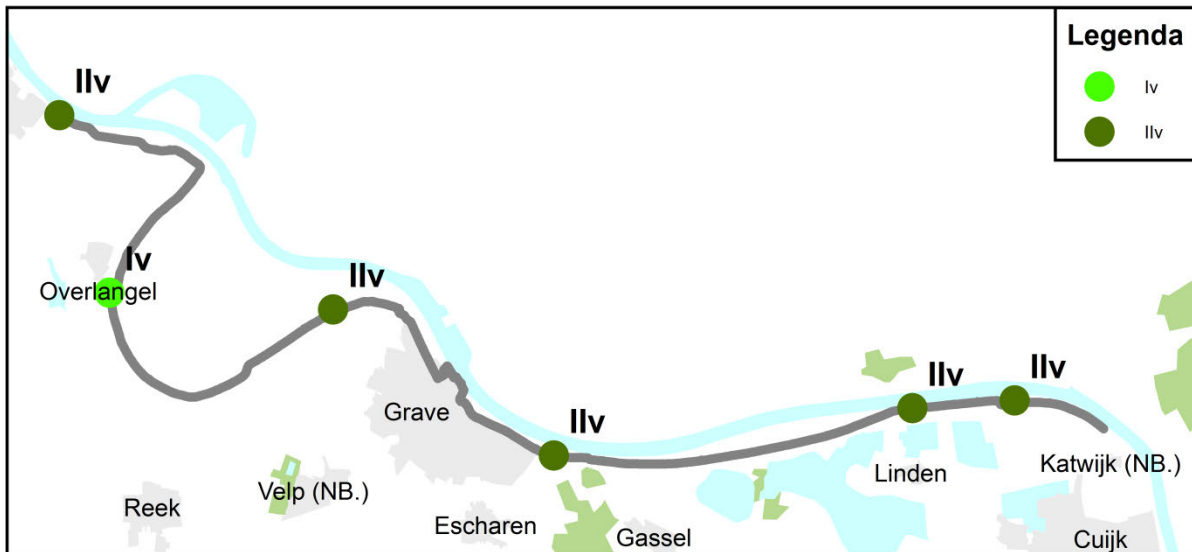 Legenda
Iv
IIv
IIv
Iv
Overlangel
IIv
Grave
IIv
IIv
IIv
Linden
Katwijk (NB.)
Velp (NB.)
Reek
Escharen
Gassel
Cuijk